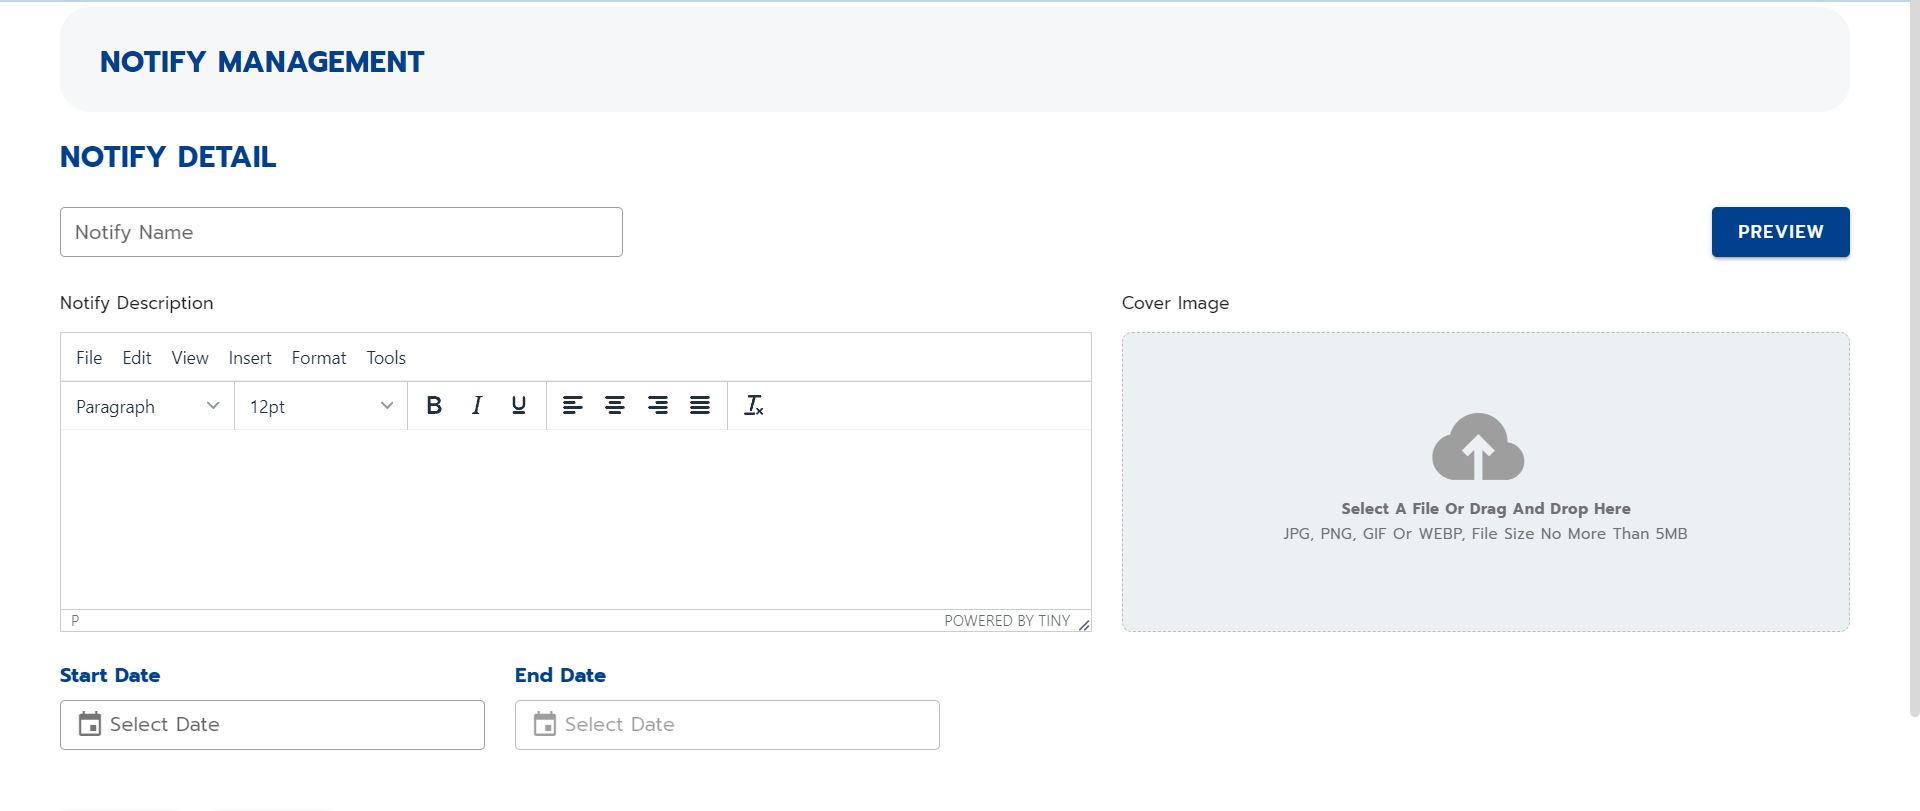 NOTIFY MANAGEMENT
NOTIFY DETAIL
Notify Name
PREVIEW
Notify Description
Cover Image
File Edit View Insert Format Tools
Paragraph 12pt B I U
Select A File Or Drag And Drop Here
JPG, PNG, GIF Or WEBP, File Size No More Than 5MB
P POWERED BY TINY
Start Date End Date
Select Date Select Date